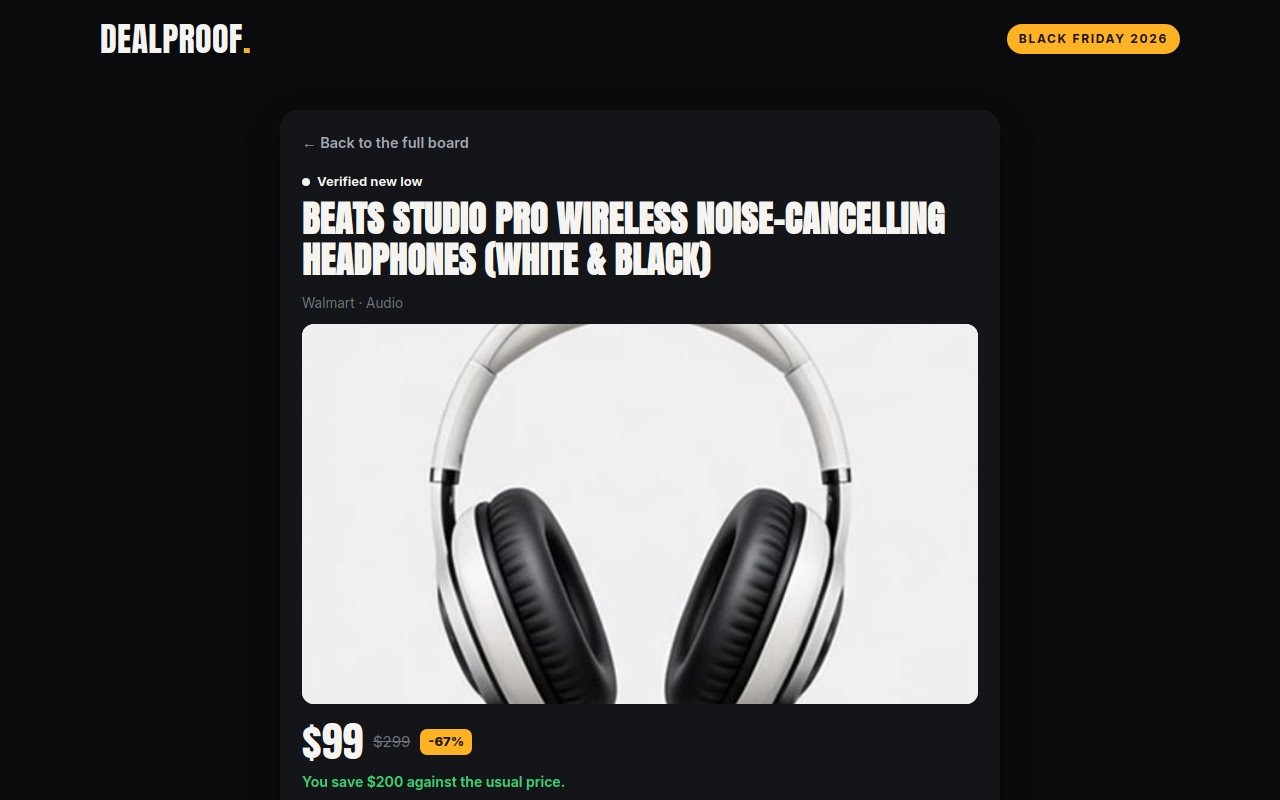 DEALPROOF.
BLACK FRIDAY 2026
← Back to the full board
Verified new low
BEATS STUDIO PRO WIRELESS NOISE-CANCELLING
HEADPHONES (WHITE & BLACK)
Walmart · Audio
$99 $299 -67%
You save $200 against the usual price.